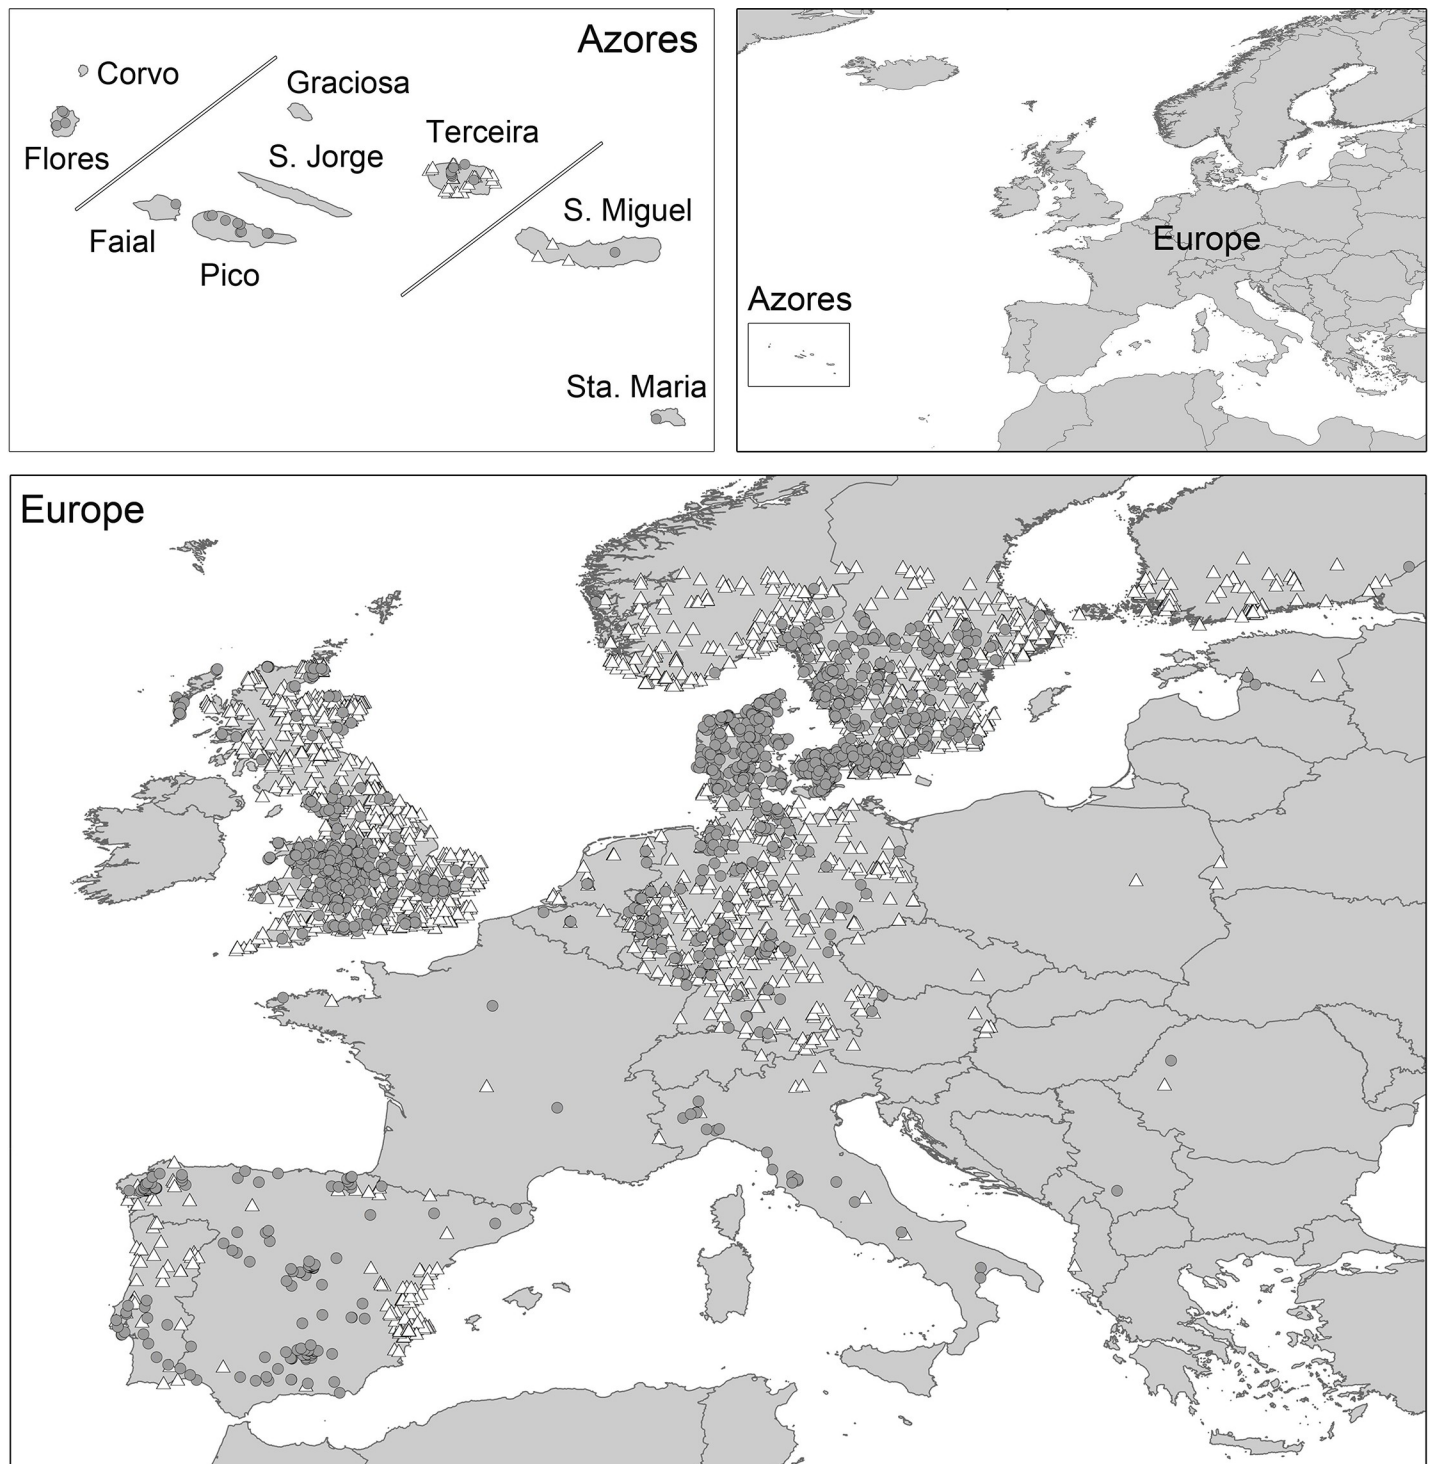 Azores
Corvo
Graciosa
Flores
Terceira
S. Jorge
S. Miguel
Faial
Pico
Sta. Maria
Europe
Azores
Europe